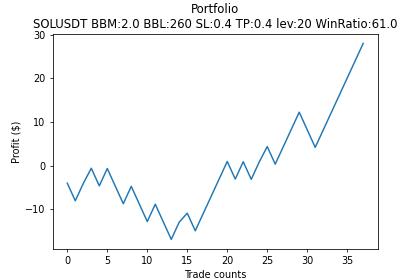 Portfolio
SOLUSDT BBM:2.0 BBL:260 SL:0.4 TP:0.4 lev:20 WinRatio:61.0
30
20
10
0
−10
Profit ($)
0 5 10 15 20 25 30 35
Trade counts